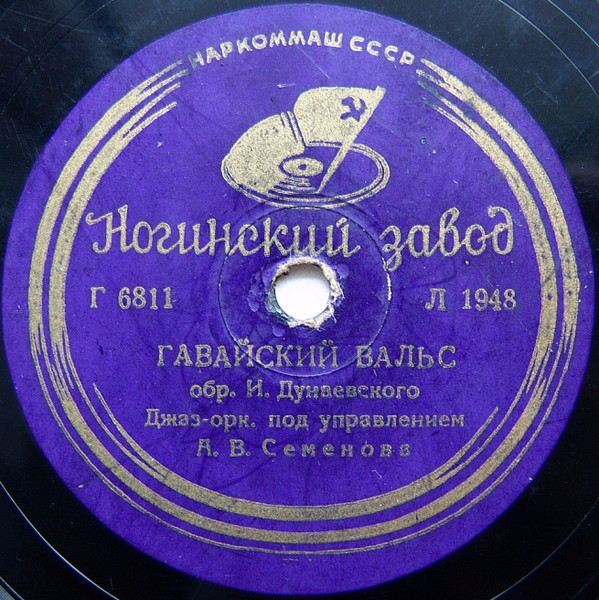 НАРКОММАШ СССР
Ногинский завод
Г 6811 Л 1948
ГАВАЙСКИЙ ВАЛЬС
обр. И. Дунаевского
Джаз-орк. под управлением
А. В. Семенова